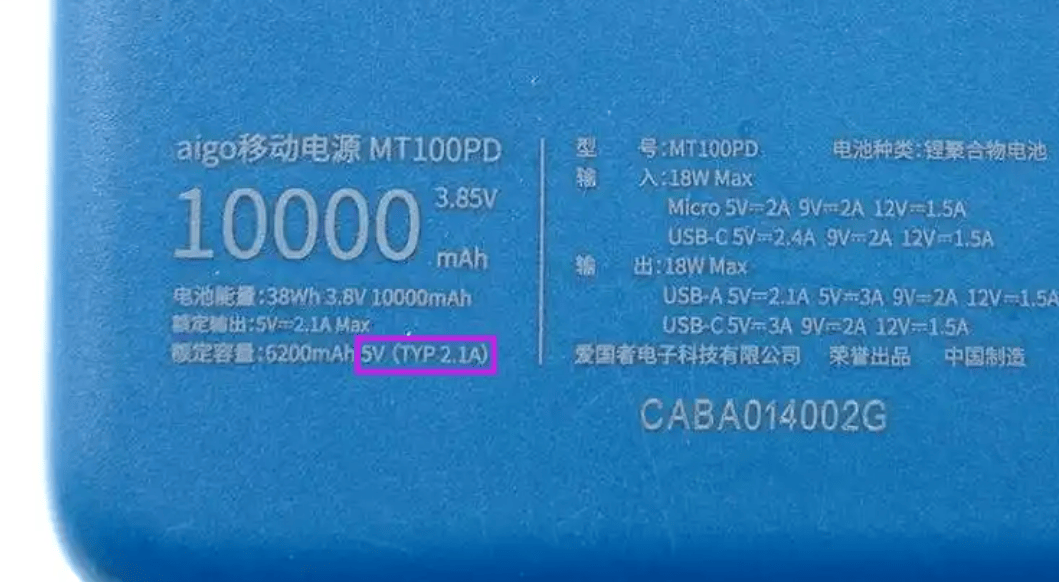 aigo移动电源 MT100PD
10000 3.85V
mAh
电池能量:38Wh 3.8V 10000mAh
额定输出:5V⎓2.1A Max
额定容量:6200mAh 5V (TYP 2.1A)
型 号:MT100PD 电池种类:锂聚合物电池
输 入:18W Max
Micro 5V⎓2A 9V⎓2A 12V⎓1.5A
USB-C 5V⎓2.4A 9V⎓2A 12V⎓1.5A
输 出:18W Max
USB-A 5V⎓2.1A 5V⎓3A 9V⎓2A 12V⎓1.5A
USB-C 5V⎓3A 9V⎓2A 12V⎓1.5A
爱国者电子科技有限公司 荣誉出品 中国制造
CABA014002G